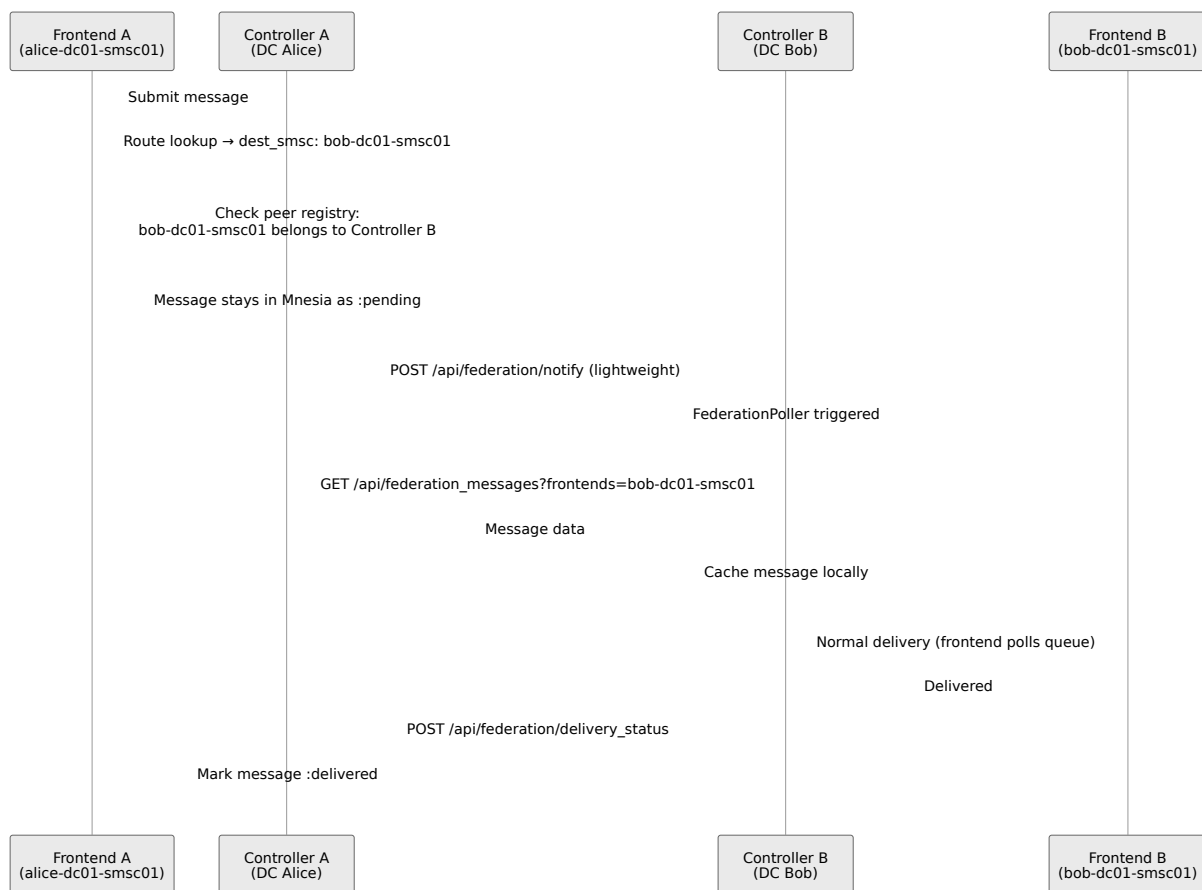 Frontend A
(alice-dc01-smsc01)
Controller A
(DC Alice)
Controller B
(DC Bob)
Frontend B
(bob-dc01-smsc01)
Submit message
Route lookup → dest_smsc: bob-dc01-smsc01
Check peer registry:
bob-dc01-smsc01 belongs to Controller B
Message stays in Mnesia as :pending
POST /api/federation/notify (lightweight)
FederationPoller triggered
GET /api/federation_messages?frontends=bob-dc01-smsc01
Message data
Cache message locally
Normal delivery (frontend polls queue)
Delivered
POST /api/federation/delivery_status
Mark message :delivered
Frontend A
(alice-dc01-smsc01)
Controller A
(DC Alice)
Controller B
(DC Bob)
Frontend B
(bob-dc01-smsc01)